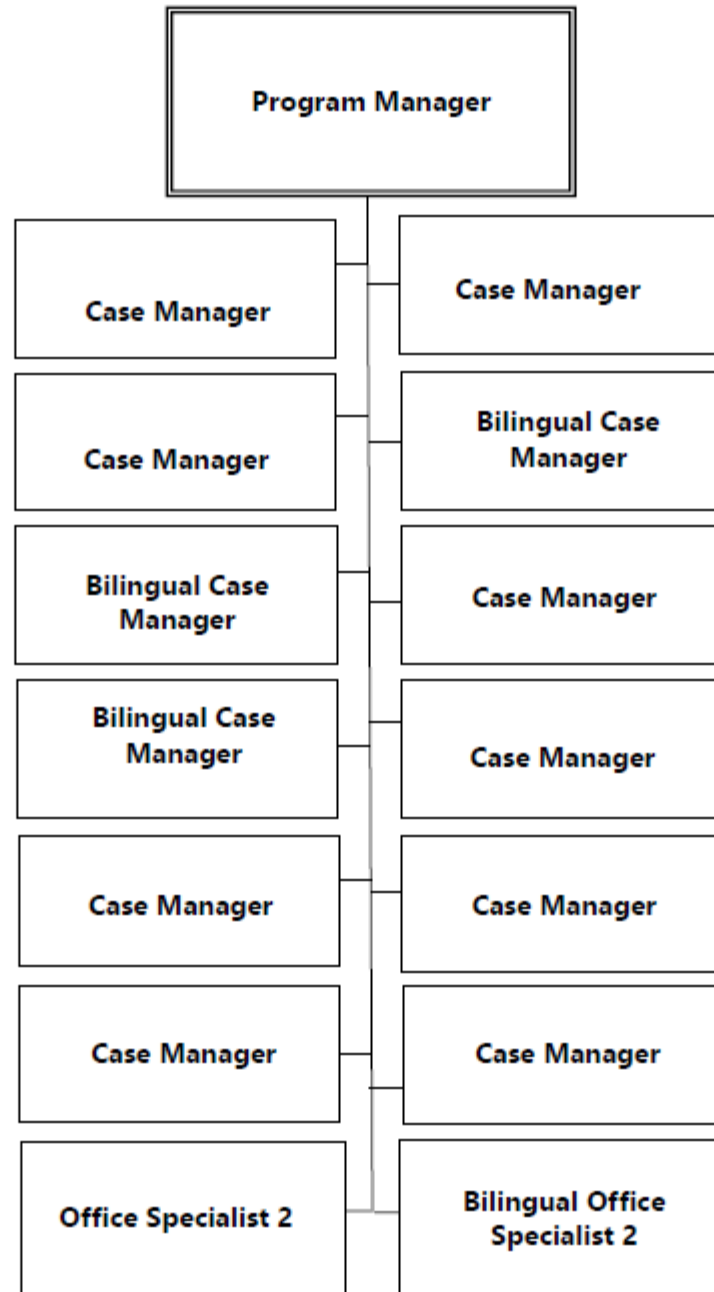 Program Manager
Case Manager
Case Manager
Case Manager
Bilingual Case
Manager
Bilingual Case
Manager
Case Manager
Bilingual Case
Manager
Case Manager
Case Manager
Case Manager
Case Manager
Case Manager
Office Specialist 2
Bilingual Office
Specialist 2